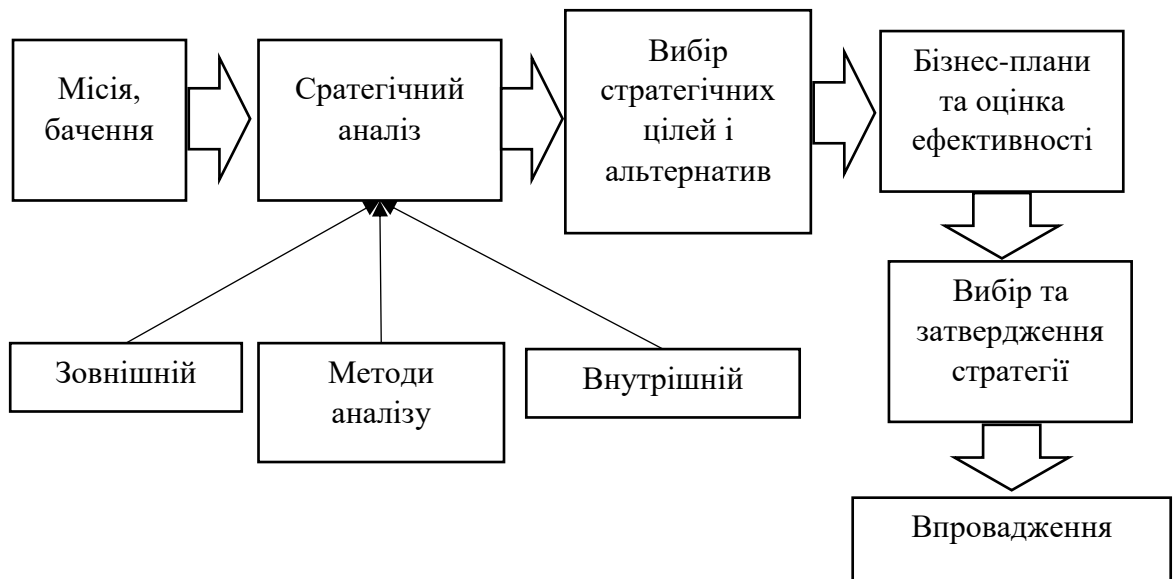 Місія,
бачення
Сратегічний
аналіз
Вибір
стратегічних
цілей і
альтернатив
Бізнес-плани
та оцінка
ефективності
Вибір та
затвердження
стратегії
Зовнішній
Методи
аналізу
Внутрішній
Впровадження